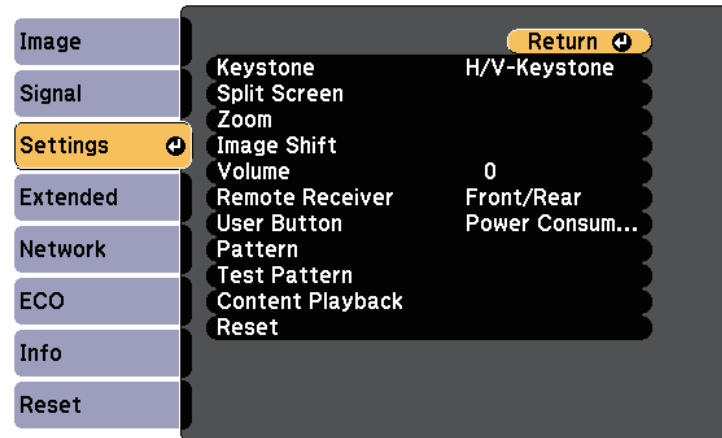 Image
Signal
Settings
Extended
Network
ECO
Info
Reset
Return
Keystone H/V-Keystone
Split Screen
Zoom
Image Shift
Volume 0
Remote Receiver Front/Rear
User Button Power Consum...
Pattern
Test Pattern
Content Playback
Reset